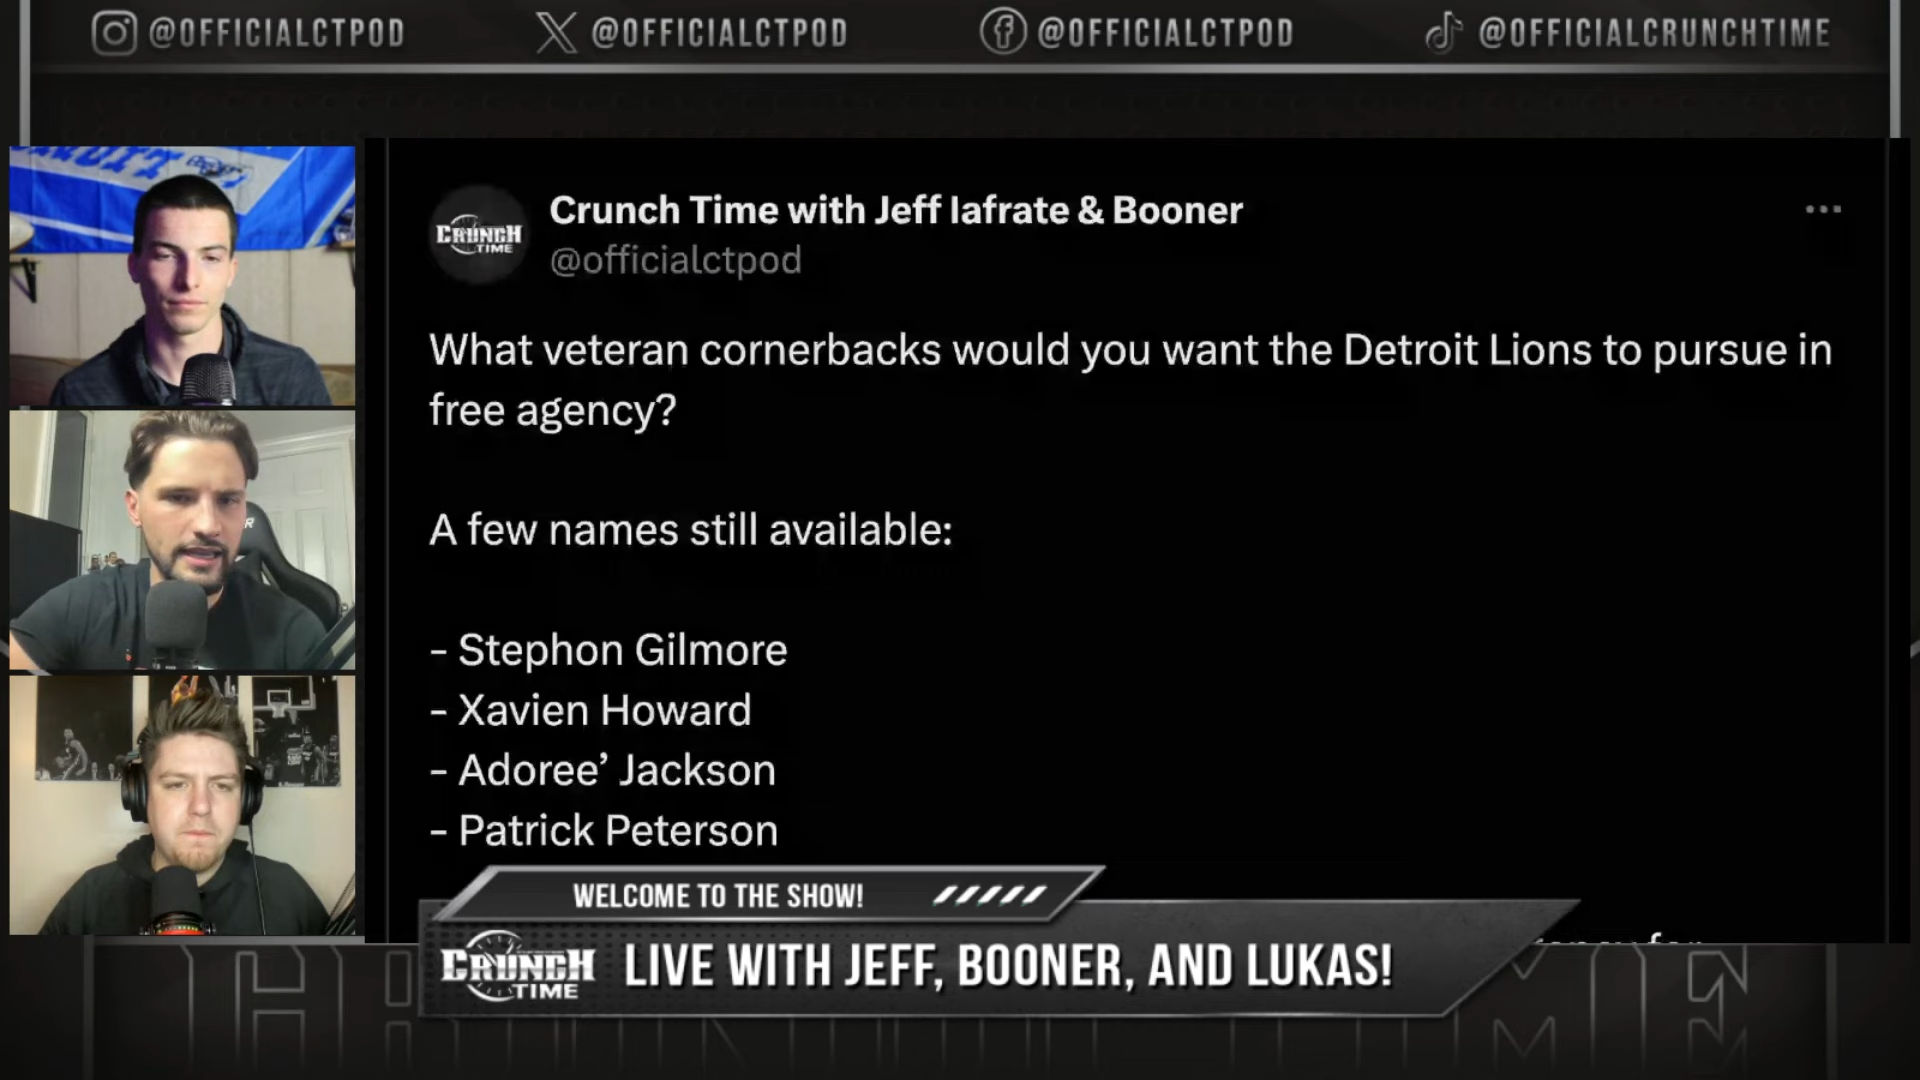 @OFFICIALCTPOD @OFFICIALCTPOD @OFFICIALCTPOD @OFFICIALCRUNCHTIME
Crunch Time with Jeff Iafrate & Booner
@officialctpod
CRUNCH
TIME
What veteran cornerbacks would you want the Detroit Lions to pursue in
free agency?
A few names still available:
- Stephon Gilmore
- Xavien Howard
- Adoree’ Jackson
- Patrick Peterson
WELCOME TO THE SHOW!
CRUNCH
TIME
LIVE WITH JEFF, BOONER, AND LUKAS!